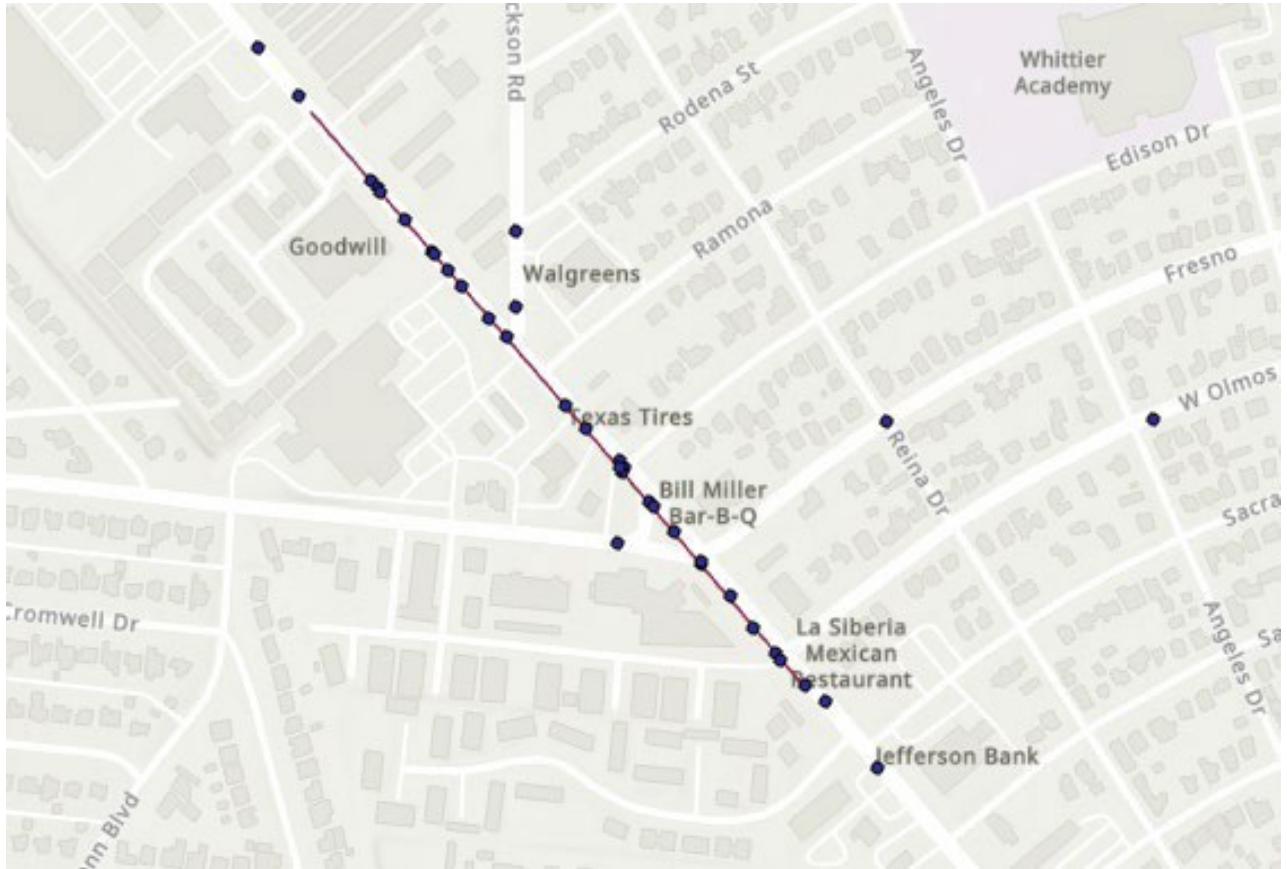 ckson Rd
Rodena St
Angeles Dr
Whittier
Academy
Edison Dr
Goodwill
Walgreens
Ramona
Fresno
Texas Tires
W Olmos
Reina Dr
Bill Miller
Bar-B-Q
Sacra
Cromwell Dr
La Siberia
Mexican
Restaurant
Angeles Dr
Sa
Jefferson Bank
nn Blvd